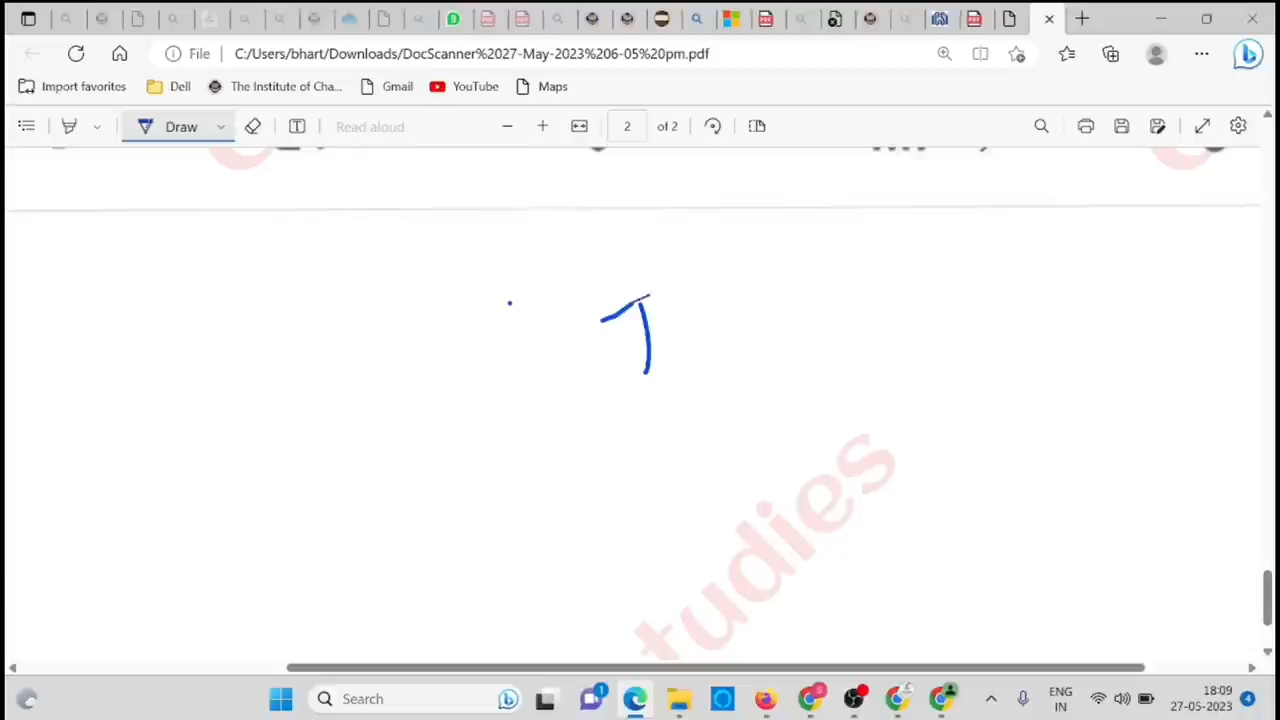 File C:/Users/bhart/Downloads/DocScanner%2027-May-2023%206-05%20pm.pdf
Import favorites Dell The Institute of Cha... Gmail YouTube Maps
Draw Read aloud 2 of 2
T
tudies
Search
1
ENG
IN
18:09
27-05-2023
4